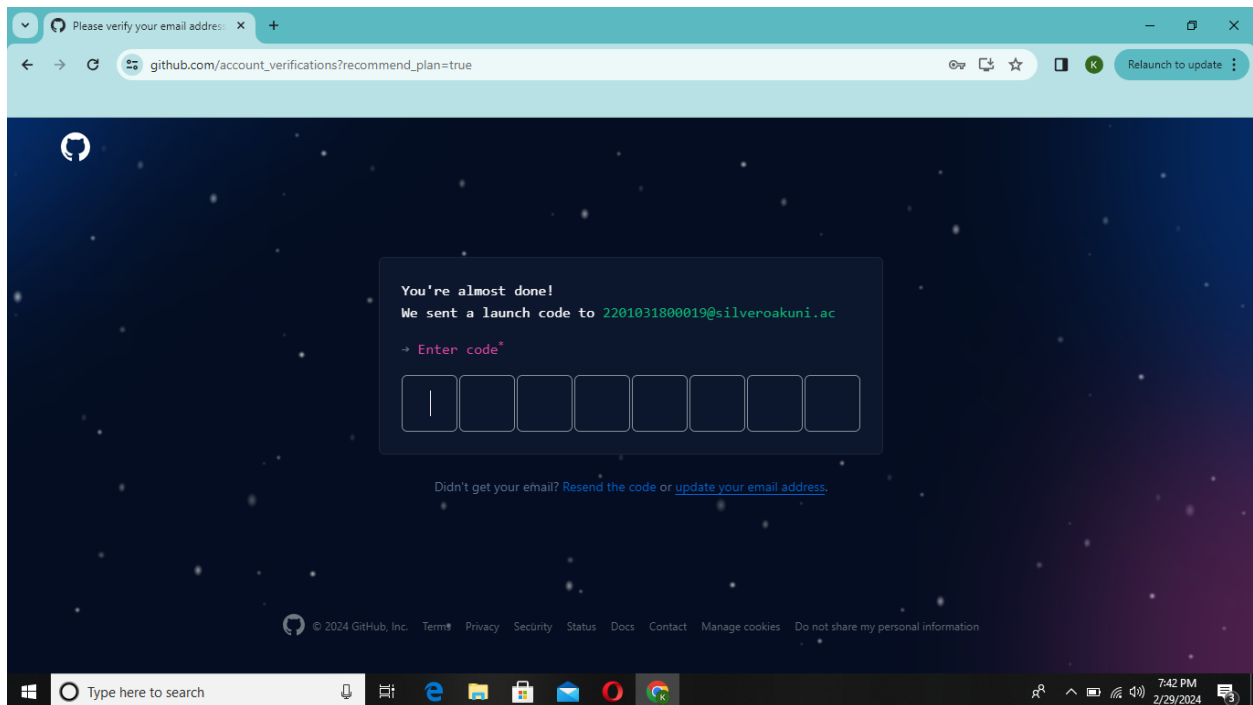 Please verify your email addres
github.com/account_verifications?recommend_plan=true
K
Relaunch to update
You're almost done!
We sent a launch code to 2201031800019@silveroakuni.ac
→ Enter code*
Didn't get your email? Resend the code or update your email address.
© 2024 GitHub, Inc. Terms Privacy Security Status Docs Contact Manage cookies Do not share my personal information
Type here to search
K
7:42 PM
2/29/2024
3